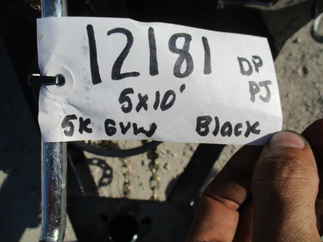 12181 DP
PJ
5x10'
5K GVW Black